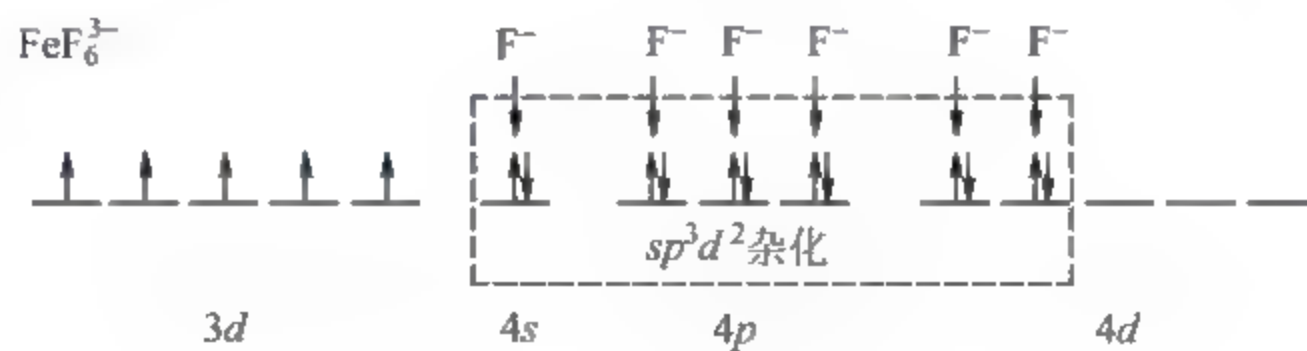 FeF₆³⁻ F⁻ F⁻ F⁻ F⁻ F⁻ F⁻
sp³d²杂化
3d 4s 4p 4d